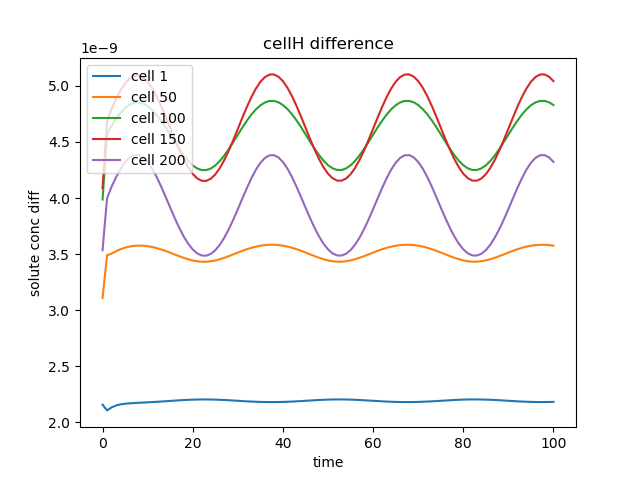 cellH difference
1e−9
cell 1
cell 50
cell 100
cell 150
cell 200
5.0
4.5
4.0
3.5
3.0
2.5
2.0
solute conc diff
0 20 40 60 80 100
time